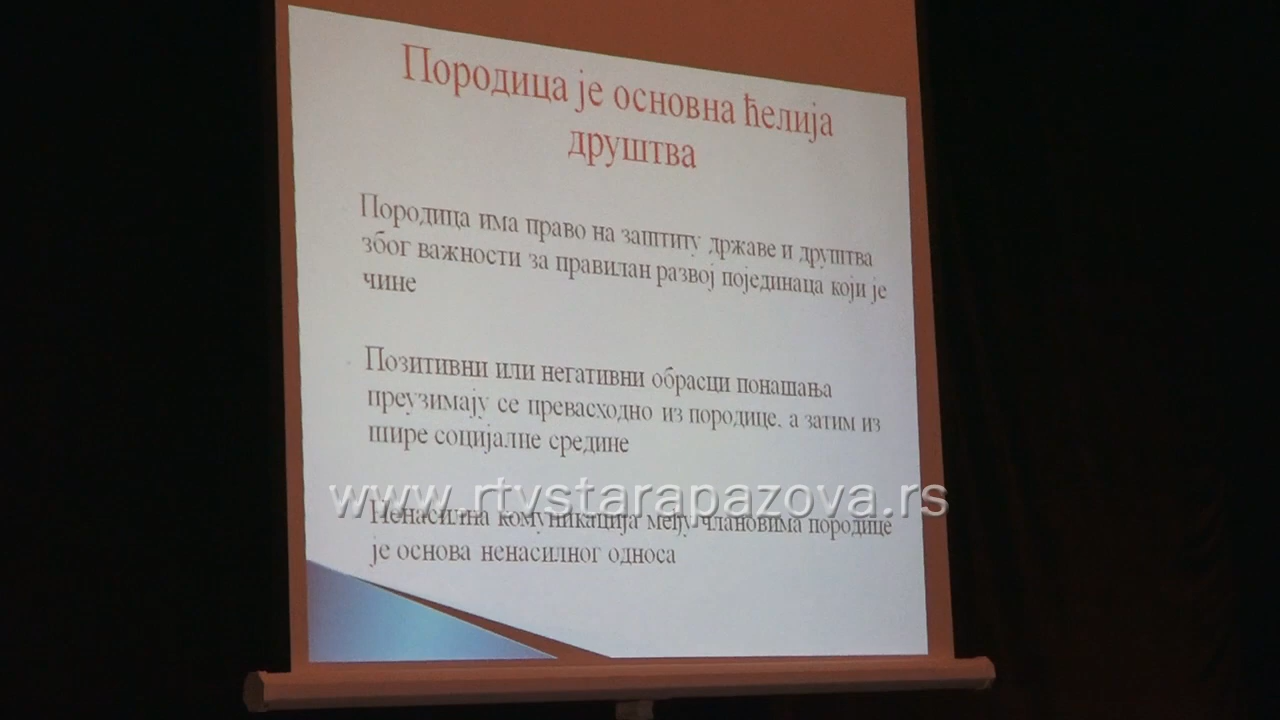 Породица је основна ћелија
друштва
Породица има право на заштиту државе и друштва
због важности за правилан развој појединаца који је
чине
Позитивни или негативни обрасци понашања
преузимају се превасходно из породице, а затим из
шире социјалне средине
www.rtvstarapazova.rs
Ненасилна комуникација међу члановима породице
је основа ненасилног односа